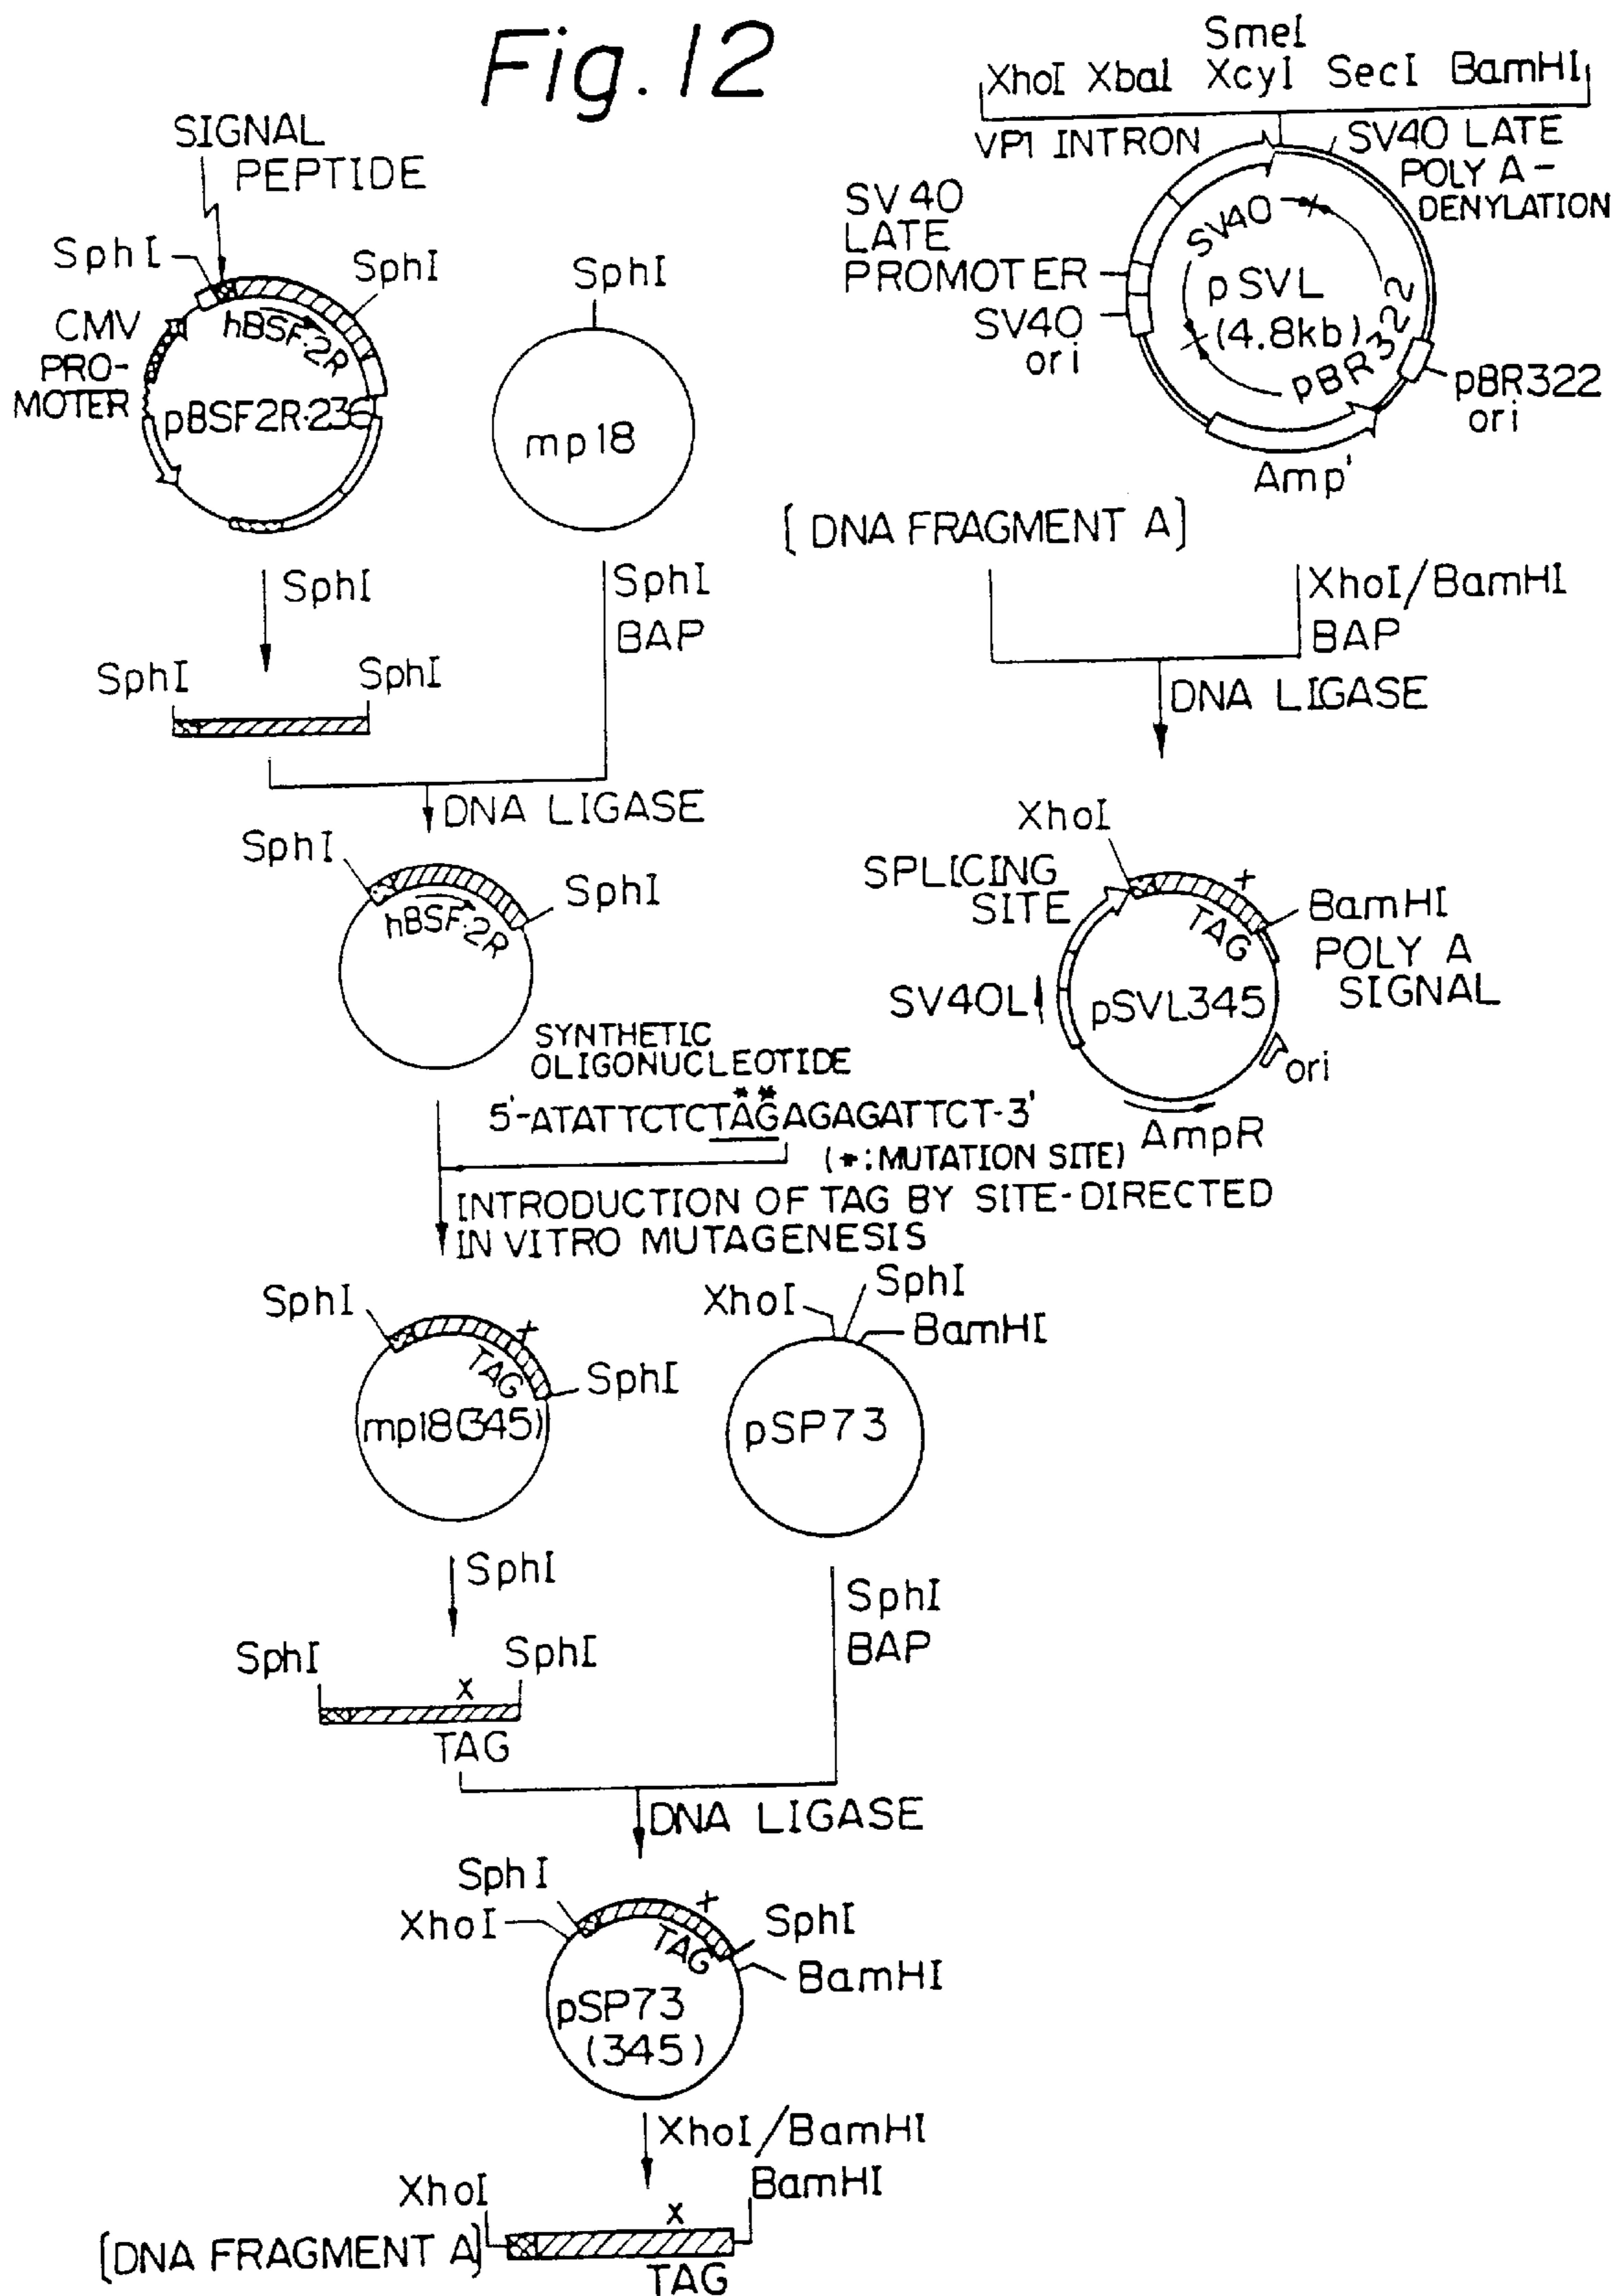 Fig. 12
SIGNAL
PEPTIDE
SphI
SphI
CMV
PRO-
MOTER
hBSF·2R
pBSF2R·236
SphI
mp18
SmeI
XhoI XbaI XcyI SecI BamHI
VP1 INTRON
SV40 LATE
POLY A-
DENYLATION
SV40
LATE
PROMOTER
SV40
ori
SV40
pSVL
(4.8kb)
pBR322
pBR322
ori
Amp'
[DNA FRAGMENT A]
SphI
SphI
BAP
XhoI/BamHI
BAP
SphI
SphI
DNA LIGASE
DNA LIGASE
SphI
SphI
hBSF·2R
XhoI
SPLICING
SITE
x
TAG
BamHI
POLY A
SIGNAL
SV40L
pSVL345
ori
AmpR
SYNTHETIC
OLIGONUCLEOTIDE
* *
5'-ATATTCTCTAGAGAGATTCT-3'
(*:MUTATION SITE)
INTRODUCTION OF TAG BY SITE-DIRECTED
IN VITRO MUTAGENESIS
SphI
x
TAG
SphI
mp18(345)
XhoI
SphI
BamHI
pSP73
SphI
SphI
BAP
SphI
SphI
x
TAG
DNA LIGASE
SphI
XhoI
x
TAG
SphI
BamHI
pSP73
(345)
XhoI/BamHI
XhoI
BamHI
x
[DNA FRAGMENT A]
TAG